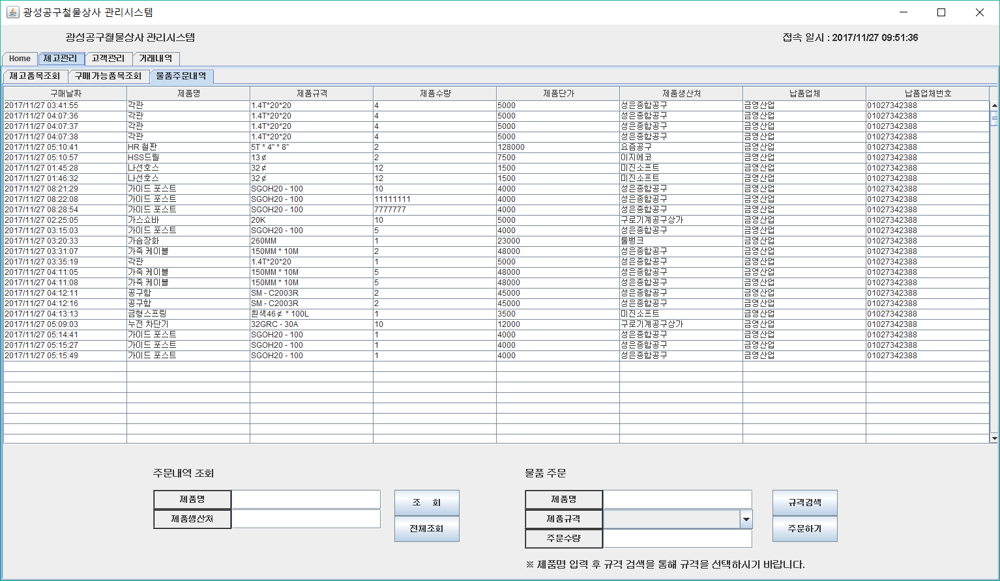 광성공구철물상사 관리시스템
광성공구철물상사 관리시스템 접속 일시 : 2017/11/27 09:51:36
Home 재고관리 고객관리 거래내역
재고품목조회 구매가능품목조회 물품주문내역
구매날짜 제품명 제품규격 제품수량 제품단가 제품생산처 납품업체 납품업체번호
2017/11/27 03:41:55 각관 1.4T*20*20 4 5000 성은종합공구 금영산업 01027342388
2017/11/27 04:07:36 각관 1.4T*20*20 4 5000 성은종합공구 금영산업 01027342388
2017/11/27 04:07:37 각관 1.4T*20*20 4 5000 성은종합공구 금영산업 01027342388
2017/11/27 04:07:38 각관 1.4T*20*20 4 5000 성은종합공구 금영산업 01027342388
2017/11/27 05:10:41 HR 철판 5T * 4" * 8" 2 128000 요즘공구 금영산업 01027342388
2017/11/27 05:10:57 HSS드릴 13￠ 2 7500 이지에코 금영산업 01027342388
2017/11/27 01:45:28 나선호스 32￠ 12 1500 미진소프트 금영산업 01027342388
2017/11/27 01:46:32 나선호스 32￠ 12 1500 미진소프트 금영산업 01027342388
2017/11/27 08:21:29 가이드 포스트 SGOH20 - 100 10 4000 성은종합공구 금영산업 01027342388
2017/11/27 08:22:08 가이드 포스트 SGOH20 - 100 11111111 4000 성은종합공구 금영산업 01027342388
2017/11/27 08:28:54 가이드 포스트 SGOH20 - 100 7777777 4000 성은종합공구 금영산업 01027342388
2017/11/27 02:25:05 가스쇼바 20K 10 5000 구로기계공구상가 금영산업 01027342388
2017/11/27 03:15:03 가이드 포스트 SGOH20 - 100 5 4000 성은종합공구 금영산업 01027342388
2017/11/27 03:20:33 가슴장화 260MM 1 23000 툴뱅크 금영산업 01027342388
2017/11/27 03:31:07 가죽 케이블 150MM * 10M 2 48000 성은종합공구 금영산업 01027342388
2017/11/27 03:35:19 각관 1.4T*20*20 1 5000 성은종합공구 금영산업 01027342388
2017/11/27 04:11:05 가죽 케이블 150MM * 10M 5 48000 성은종합공구 금영산업 01027342388
2017/11/27 04:11:08 가죽 케이블 150MM * 10M 5 48000 성은종합공구 금영산업 01027342388
2017/11/27 04:12:11 공구함 SM - C2003R 2 45000 성은종합공구 금영산업 01027342388
2017/11/27 04:12:16 공구함 SM - C2003R 2 45000 성은종합공구 금영산업 01027342388
2017/11/27 04:13:13 금형스프링 흰색46￠ * 100L 1 3500 미진소프트 금영산업 01027342388
2017/11/27 05:09:03 누전 차단기 32GRC - 30A 10 12000 구로기계공구상가 금영산업 01027342388
2017/11/27 05:14:41 가이드 포스트 SGOH20 - 100 1 4000 성은종합공구 금영산업 01027342388
2017/11/27 05:15:27 가이드 포스트 SGOH20 - 100 1 4000 성은종합공구 금영산업 01027342388
2017/11/27 05:15:49 가이드 포스트 SGOH20 - 100 1 4000 성은종합공구 금영산업 01027342388
주문내역 조회
제품명
제품생산처
조 회
전체조회
물품 주문
제품명
제품규격
주문수량
규격검색
주문하기
※ 제품명 입력 후 규격 검색을 통해 규격을 선택하시기 바랍니다.